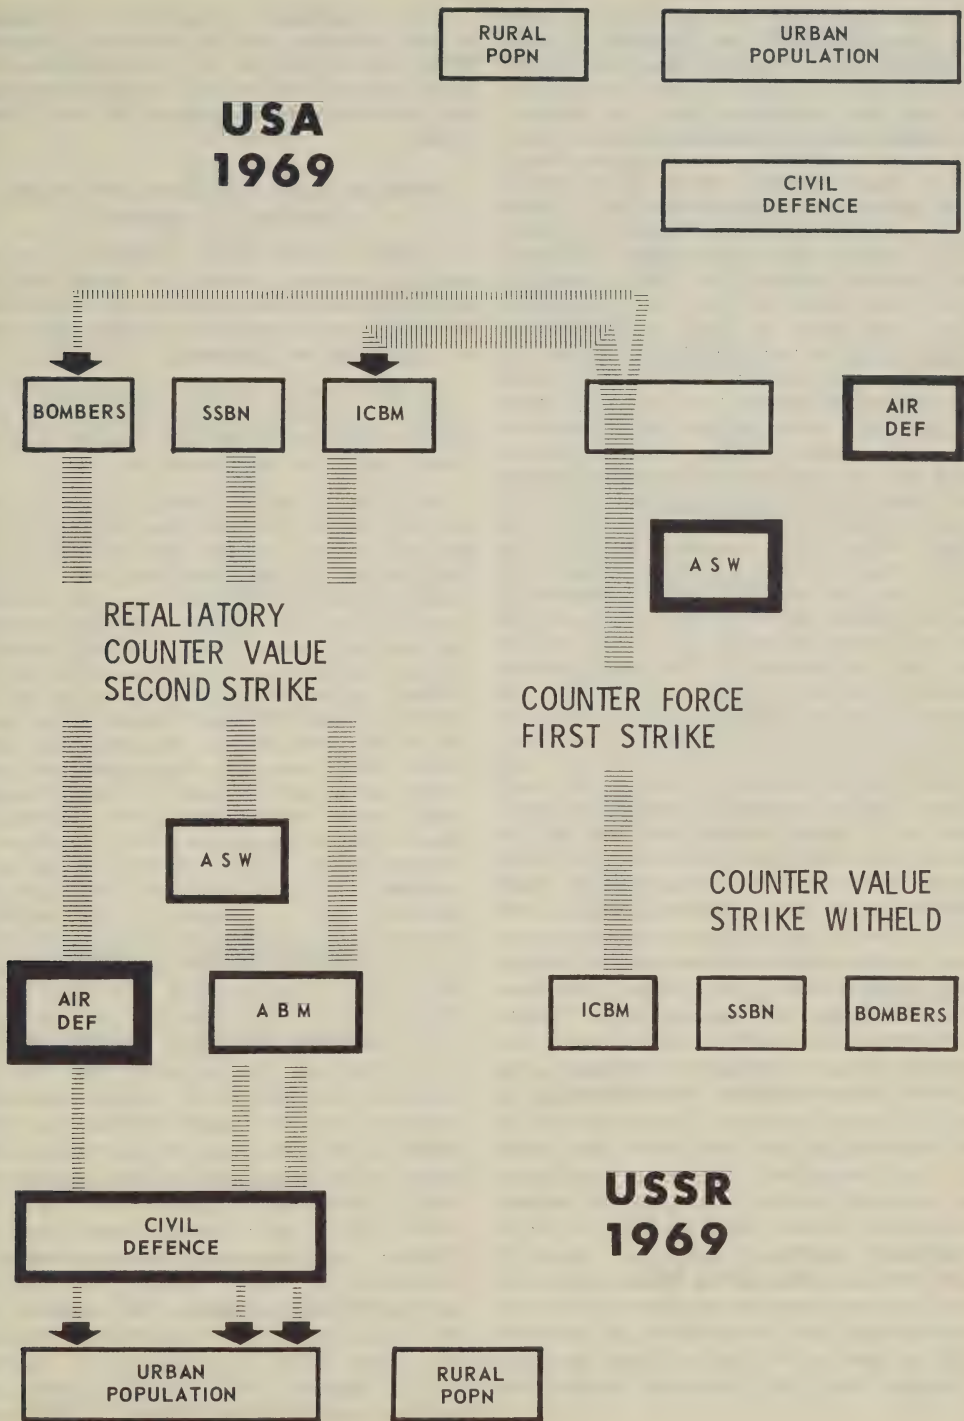 RURAL
POPN
URBAN
POPULATION
USA
1969
CIVIL
DEFENCE
BOMBERS
SSBN
ICBM
AIR
DEF
A S W
RETALIATORY
COUNTER VALUE
SECOND STRIKE
COUNTER FORCE
FIRST STRIKE
A S W
COUNTER VALUE
STRIKE WITHELD
AIR
DEF
A B M
ICBM
SSBN
BOMBERS
USSR
1969
CIVIL
DEFENCE
URBAN
POPULATION
RURAL
POPN